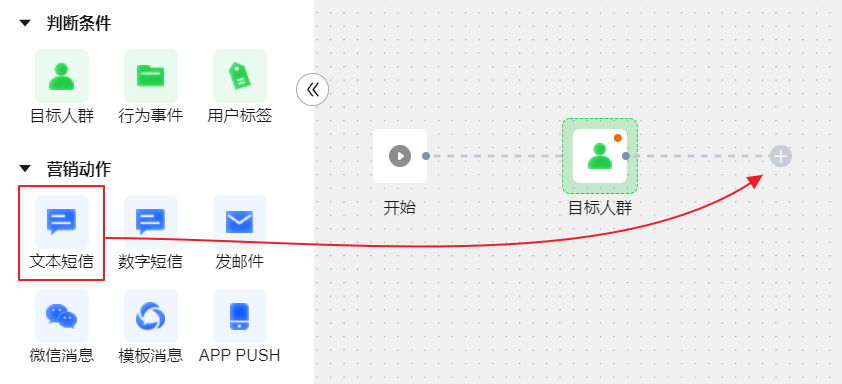 判断条件
目标人群 行为事件 用户标签
营销动作
文本短信 数字短信 发邮件
微信消息 模板消息 APP PUSH
开始
目标人群